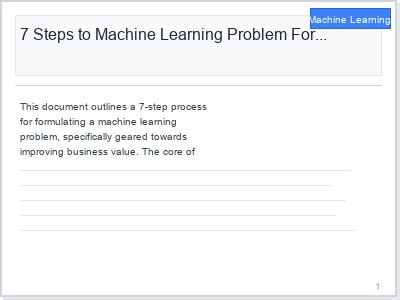 Machine Learning
7 Steps to Machine Learning Problem For...
This document outlines a 7-step process
for formulating a machine learning
problem, specifically geared towards
improving business value. The core of
1